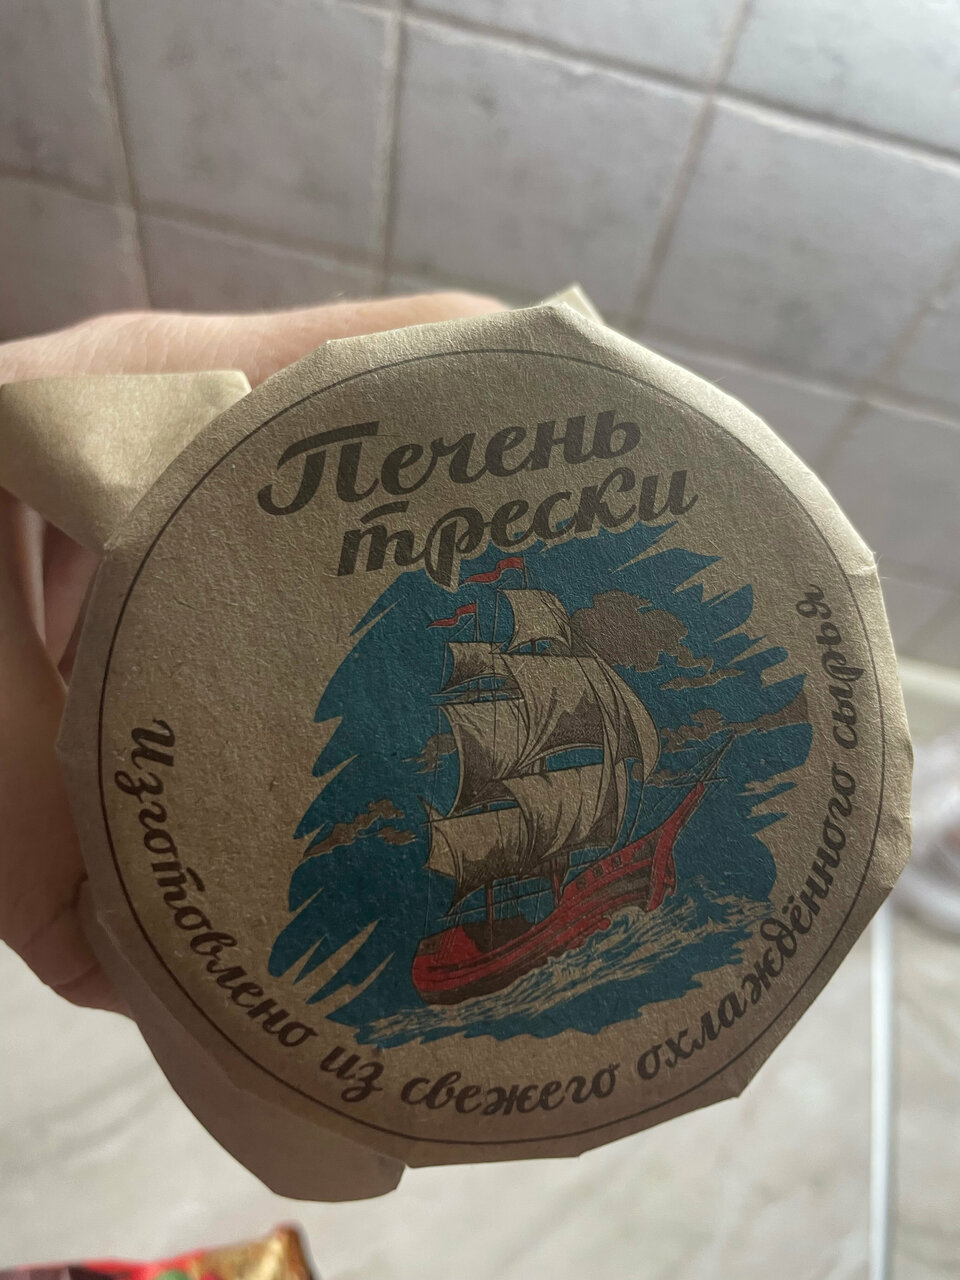 Печень
трески
Изготовлено из свежего охлаждённого сырья